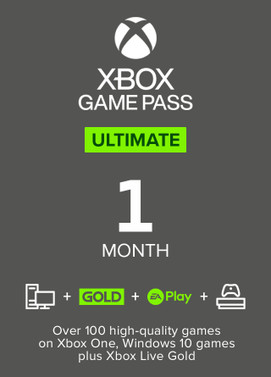 XBOX
GAME PASS
ULTIMATE
1
MONTH
+ GOLD + EA Play +
Over 100 high-quality games
on Xbox One, Windows 10 games
plus Xbox Live Gold